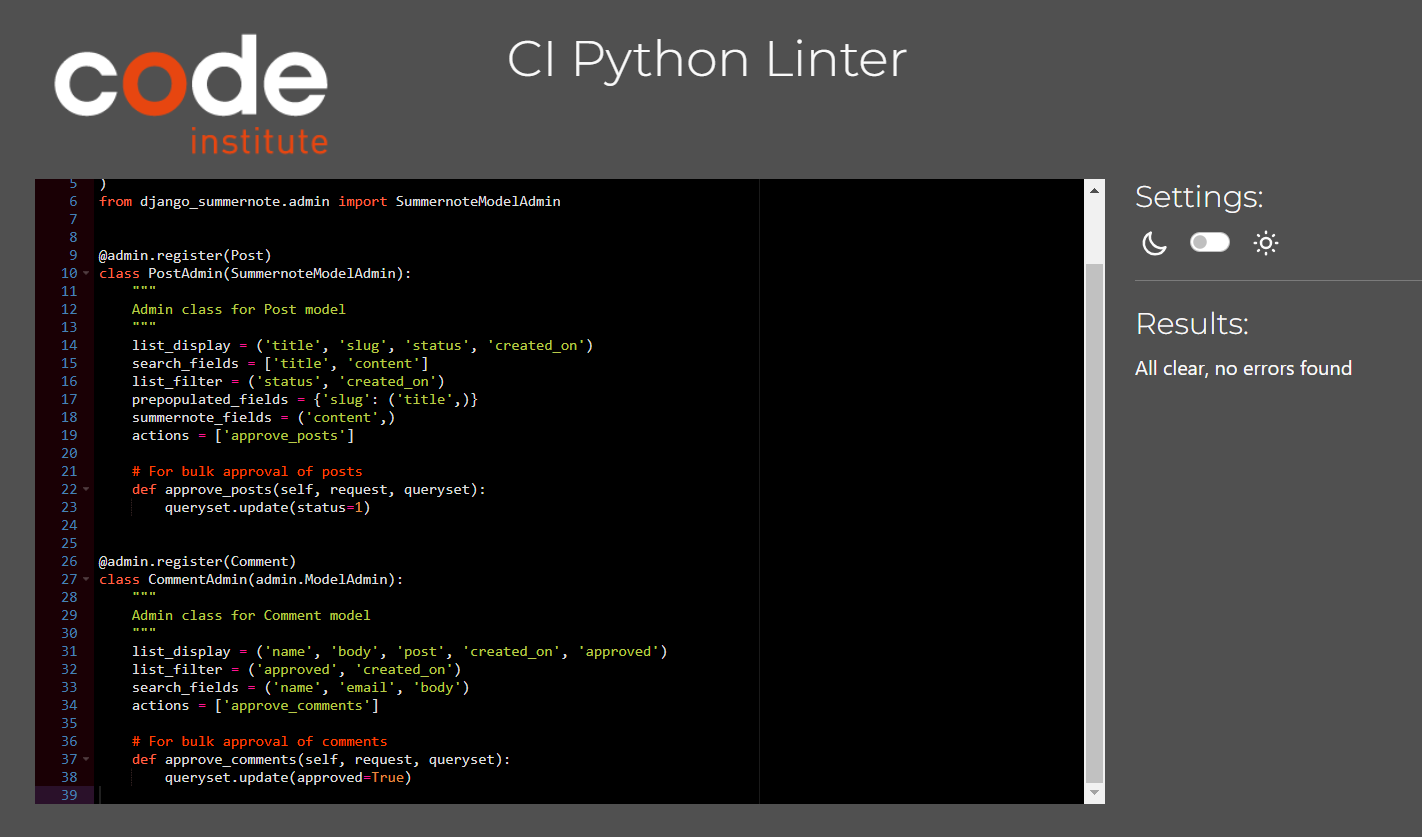 code
institute
CI Python Linter
5 )
6 from django_summernote.admin import SummernoteModelAdmin
7
8
9 @admin.register(Post)
10 class PostAdmin(SummernoteModelAdmin):
11     """
12     Admin class for Post model
13     """
14     list_display = ('title', 'slug', 'status', 'created_on')
15     search_fields = ['title', 'content']
16     list_filter = ('status', 'created_on')
17     prepopulated_fields = {'slug': ('title',)}
18     summernote_fields = ('content',)
19     actions = ['approve_posts']
20
21     # For bulk approval of posts
22     def approve_posts(self, request, queryset):
23         queryset.update(status=1)
24
25
26 @admin.register(Comment)
27 class CommentAdmin(admin.ModelAdmin):
28     """
29     Admin class for Comment model
30     """
31     list_display = ('name', 'body', 'post', 'created_on', 'approved')
32     list_filter = ('approved', 'created_on')
33     search_fields = ('name', 'email', 'body')
34     actions = ['approve_comments']
35
36     # For bulk approval of comments
37     def approve_comments(self, request, queryset):
38         queryset.update(approved=True)
39
Settings:
Results:
All clear, no errors found